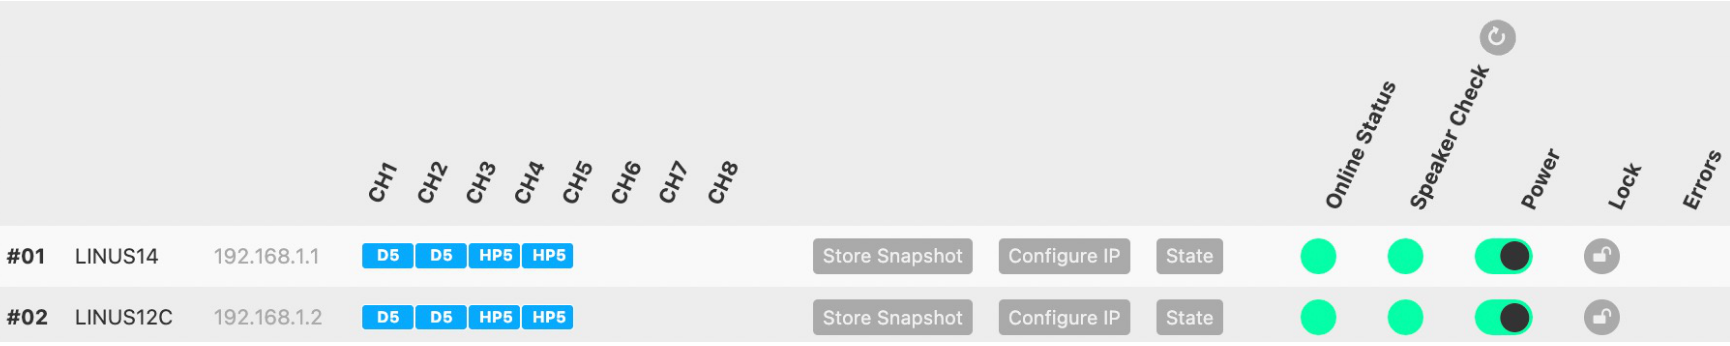 CH1 CH2 CH3 CH4 CH5 CH6 CH7 CH8 Online Status Speaker Check Power Lock Errors
#01 LINUS14 192.168.1.1 D5 D5 HP5 HP5 Store Snapshot Configure IP State
#02 LINUS12C 192.168.1.2 D5 D5 HP5 HP5 Store Snapshot Configure IP State